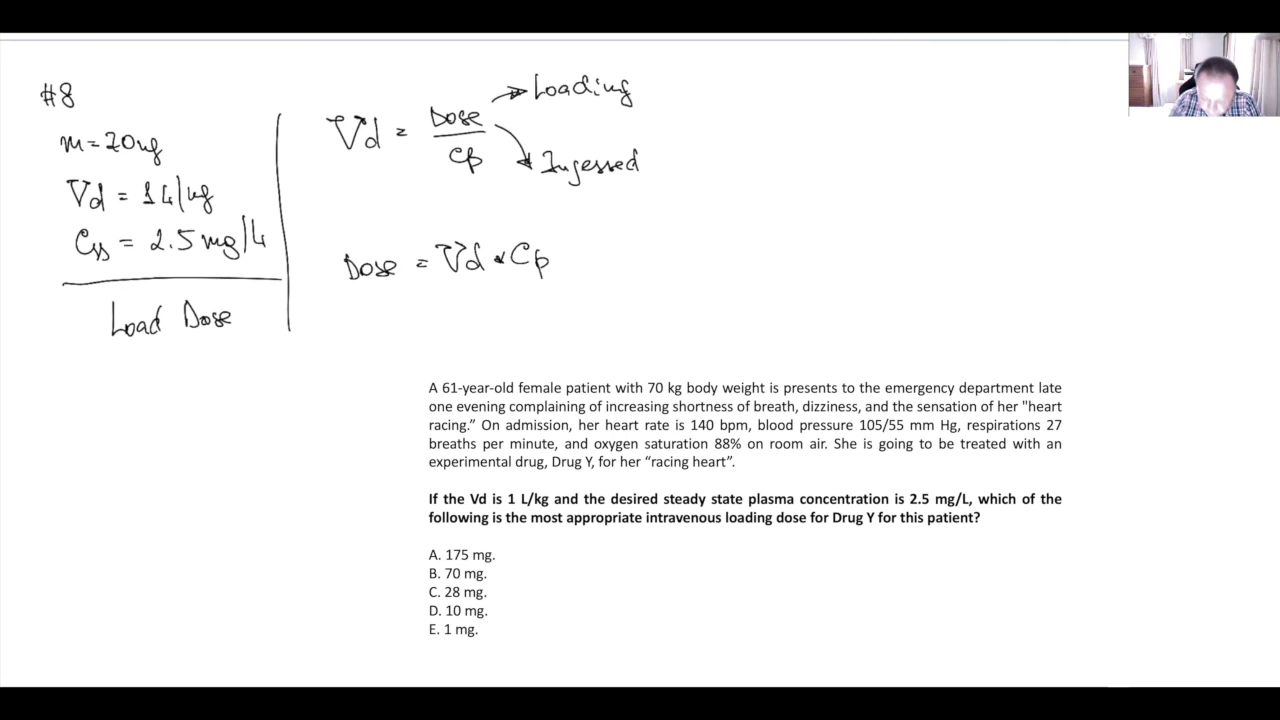 #8
m = 70kg
Vd = 1L/kg
Css = 2.5 mg/L
Load Dose
Vd = Dose / Cp
Loading
Ingessed
Dose = Vd * Cp
A 61-year-old female patient with 70 kg body weight is presents to the emergency department late
one evening complaining of increasing shortness of breath, dizziness, and the sensation of her "heart
racing.” On admission, her heart rate is 140 bpm, blood pressure 105/55 mm Hg, respirations 27
breaths per minute, and oxygen saturation 88% on room air. She is going to be treated with an
experimental drug, Drug Y, for her “racing heart”.
If the Vd is 1 L/kg and the desired steady state plasma concentration is 2.5 mg/L, which of the
following is the most appropriate intravenous loading dose for Drug Y for this patient?
A. 175 mg.
B. 70 mg.
C. 28 mg.
D. 10 mg.
E. 1 mg.